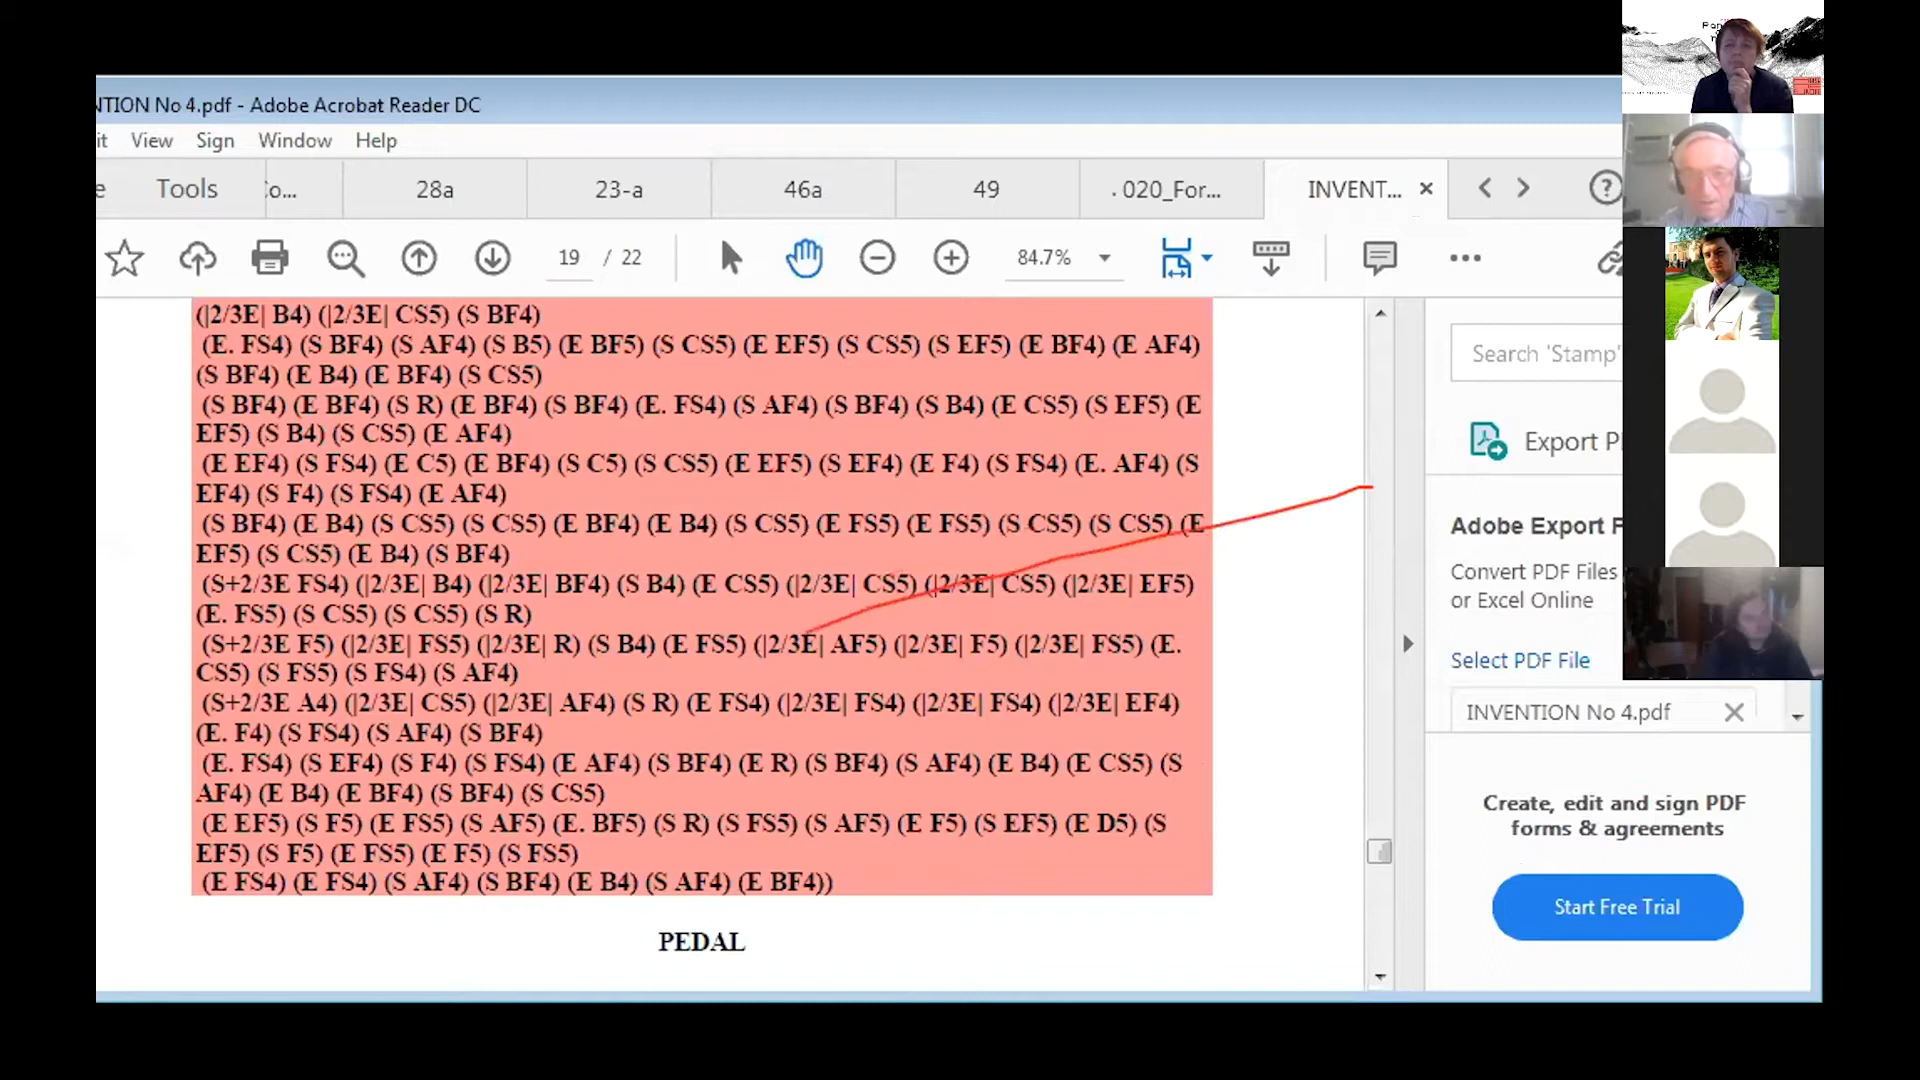 NTION No 4.pdf - Adobe Acrobat Reader DC
it View Sign Window Help
e Tools Co... 28a 23-a 46a 49 . 020_For... INVENT...
19 / 22 84.7%
(|2/3E| B4) (|2/3E| CS5) (S BF4)
(E. FS4) (S BF4) (S AF4) (S B5) (E BF5) (S CS5) (E EF5) (S CS5) (S EF5) (E BF4) (E AF4)
(S BF4) (E B4) (E BF4) (S CS5)
(S BF4) (E BF4) (S R) (E BF4) (S BF4) (E. FS4) (S AF4) (S BF4) (S B4) (E CS5) (S EF5) (E
EF5) (S B4) (S CS5) (E AF4)
(E EF4) (S FS4) (E C5) (E BF4) (S C5) (S CS5) (E EF5) (S EF4) (E F4) (S FS4) (E. AF4) (S
EF4) (S F4) (S FS4) (E AF4)
(S BF4) (E B4) (S CS5) (S CS5) (E BF4) (E B4) (S CS5) (E FS5) (E FS5) (S CS5) (S CS5) (E
EF5) (S CS5) (E B4) (S BF4)
(S+2/3E FS4) (|2/3E| B4) (|2/3E| BF4) (S B4) (E CS5) (|2/3E| CS5) (|2/3E| CS5) (|2/3E| EF5)
(E. FS5) (S CS5) (S CS5) (S R)
(S+2/3E F5) (|2/3E| FS5) (|2/3E| R) (S B4) (E FS5) (|2/3E| AF5) (|2/3E| F5) (|2/3E| FS5) (E.
CS5) (S FS5) (S FS4) (S AF4)
(S+2/3E A4) (|2/3E| CS5) (|2/3E| AF4) (S R) (E FS4) (|2/3E| FS4) (|2/3E| FS4) (|2/3E| EF4)
(E. F4) (S FS4) (S AF4) (S BF4)
(E. FS4) (S EF4) (S F4) (S FS4) (E AF4) (S BF4) (E R) (S BF4) (S AF4) (E B4) (E CS5) (S
AF4) (E B4) (E BF4) (S BF4) (S CS5)
(E EF5) (S F5) (E FS5) (S AF5) (E. BF5) (S R) (S FS5) (S AF5) (E F5) (S EF5) (E D5) (S
EF5) (S F5) (E FS5) (E F5) (S FS5)
(E FS4) (E FS4) (S AF4) (S BF4) (E B4) (S AF4) (E BF4))
PEDAL
Search 'Stamp'
Export P
Adobe Export P
Convert PDF Files
or Excel Online
Select PDF File
INVENTION No 4.pdf
Create, edit and sign PDF
forms & agreements
Start Free Trial